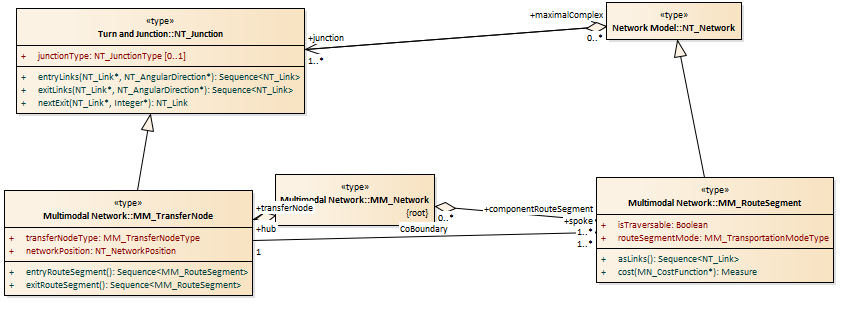 «type»
Turn and Junction::NT_Junction
+ junctionType: NT_JunctionType [0..1]
+ entryLinks(NT_Link*, NT_AngularDirection*): Sequence<NT_Link>
+ exitLinks(NT_Link*, NT_AngularDirection*): Sequence<NT_Link>
+ nextExit(NT_Link*, Integer*): NT_Link
+junction
1..*
+maximalComplex
0..*
«type»
Network Model::NT_Network
«type»
Multimodal Network::MM_TransferNode
+ transferNodeType: MM_TransferNodeType
+ networkPosition: NT_NetworkPosition
+ entryRouteSegment(): Sequence<MM_RouteSegment>
+ exitRouteSegment(): Sequence<MM_RouteSegment>
«type»
Multimodal Network::MM_Network
{root}
+transferNode
+hub
1
0..*
CoBoundary
+componentRouteSegment
+spoke
1..*
1..*
«type»
Multimodal Network::MM_RouteSegment
+ isTraversable: Boolean
+ routeSegmentMode: MM_TransportationModeType
+ asLinks(): Sequence<NT_Link>
+ cost(MN_CostFunction*): Measure